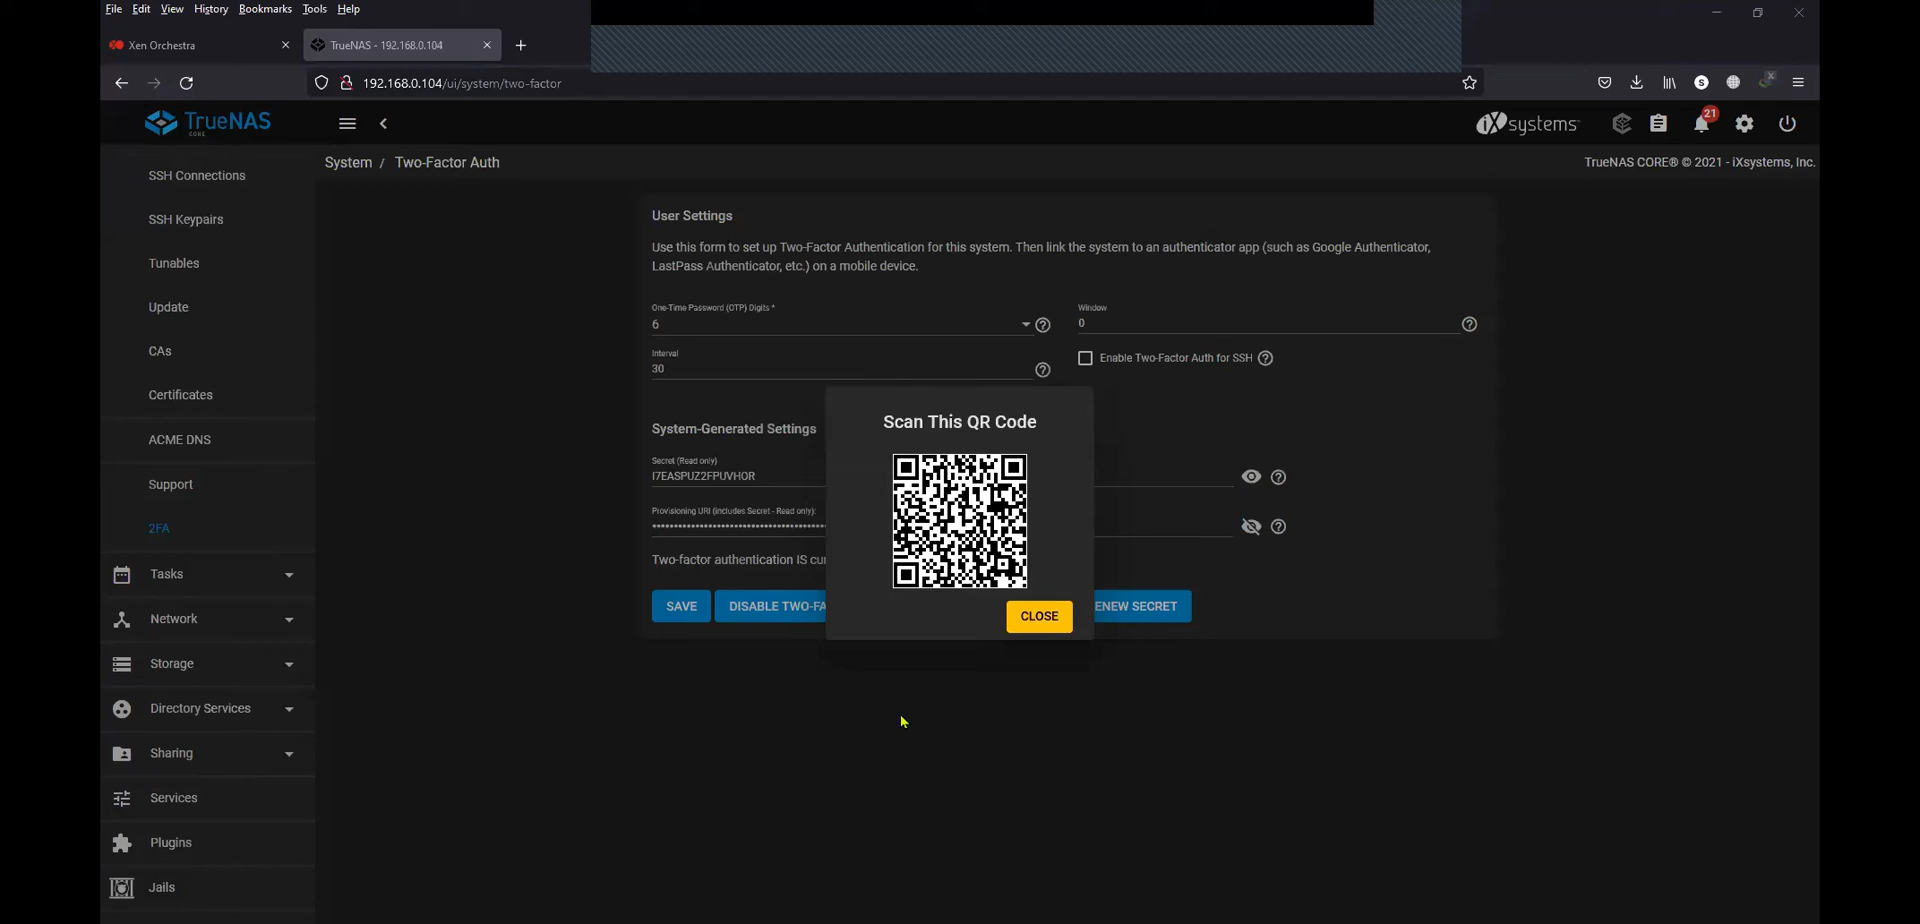 File Edit View History Bookmarks Tools Help
Xen Orchestra
TrueNAS - 192.168.0.104
192.168.0.104/ui/system/two-factor
S
X
TrueNAS
CORE
iXsystems
21
System / Two-Factor Auth
TrueNAS CORE® © 2021 - iXsystems, Inc.
SSH Connections
SSH Keypairs
Tunables
Update
CAs
Certificates
ACME DNS
Support
2FA
Tasks
Network
Storage
Directory Services
Sharing
Services
Plugins
Jails
User Settings
Use this form to set up Two-Factor Authentication for this system. Then link the system to an authenticator app (such as Google Authenticator,
LastPass Authenticator, etc.) on a mobile device.
One-Time Password (OTP) Digits *
6
Window
0
Interval
30
Enable Two-Factor Auth for SSH
System-Generated Settings
Secret (Read only)
I7EASPUZ2FPUVHOR
Provisioning URI (includes Secret - Read only):
Two-factor authentication IS cu
SAVE
DISABLE TWO-FA
ENEW SECRET
Scan This QR Code
CLOSE